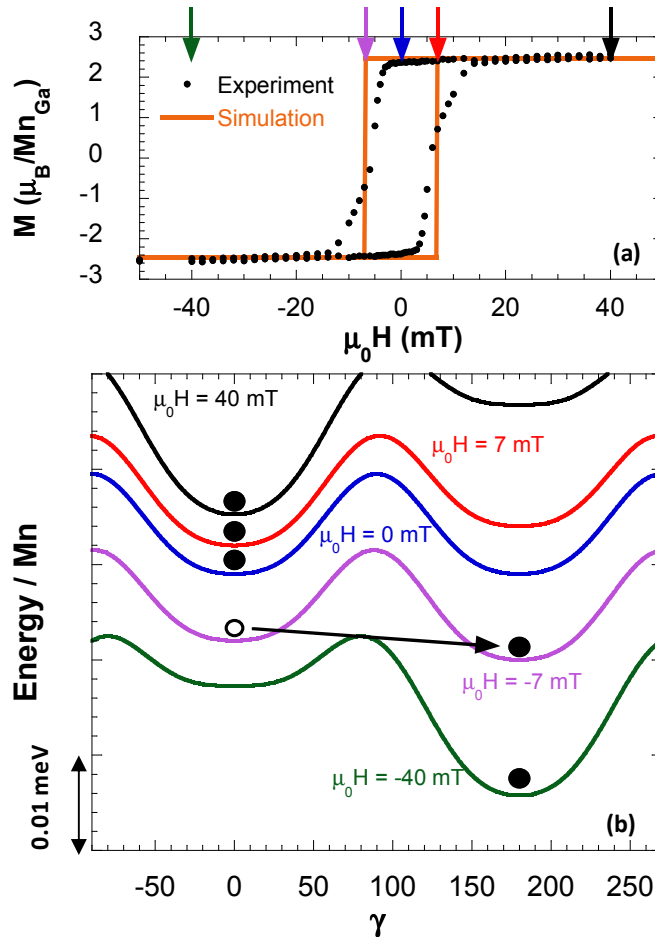 3
2
1
0
-1
-2
-3
M (μ_B/Mn_Ga)
Experiment
Simulation
(a)
-40 -20 0 20 40
μ₀H (mT)
μ₀H = 40 mT
μ₀H = 7 mT
μ₀H = 0 mT
μ₀H = -7 mT
μ₀H = -40 mT
Energy / Mn
0.01 meV
(b)
-50 0 50 100 150 200 250
γ